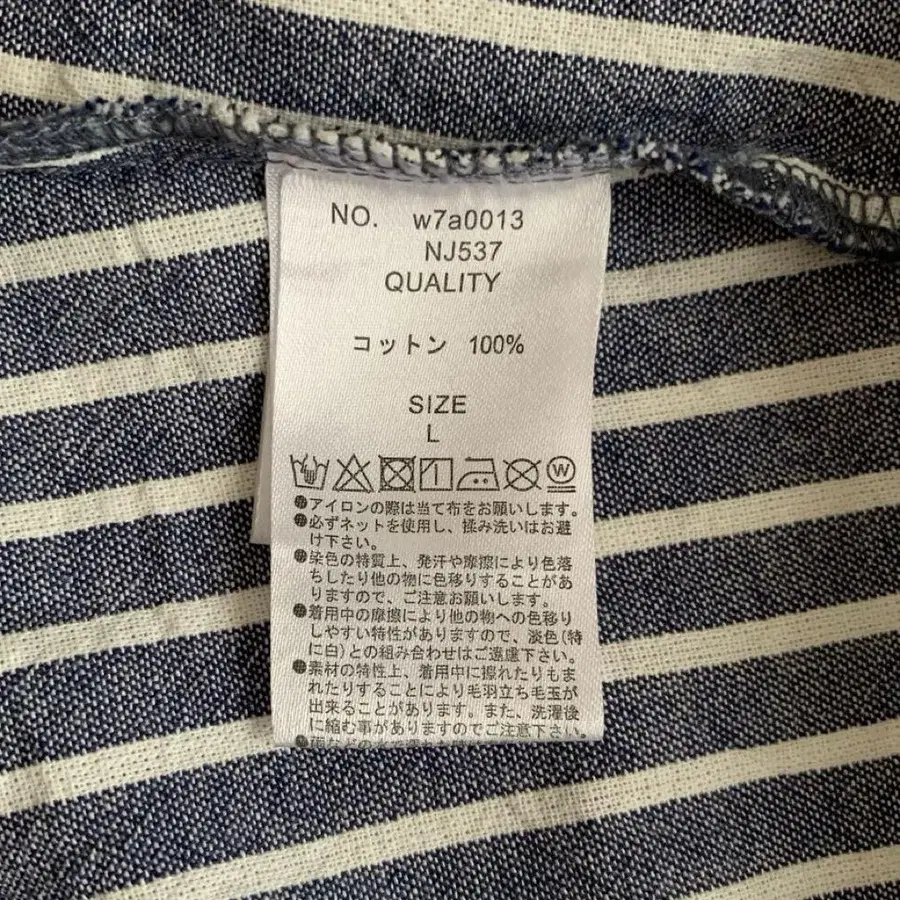 NO. w7a0013
NJ537
QUALITY
コットン 100%
SIZE
L
W
●アイロンの際は当て布をお願いします。
●必ずネットを使用し、揉み洗いはお避
け下さい。
●染色の特質上、発汗や摩擦により色落
ちしたり他の物に色移りすることがあ
りますので、ご注意お願いします。
●着用中の摩擦により他の物への色移り
しやすい特性がありますので、淡色(特
に白)との組み合わせはご遠慮下さい。
●素材の特性上、着用中に擦れたりもま
れたりすることにより毛羽立ち毛玉が
出来ることがあります。また、洗濯後
に縮む事がありますのでご注意下さい。